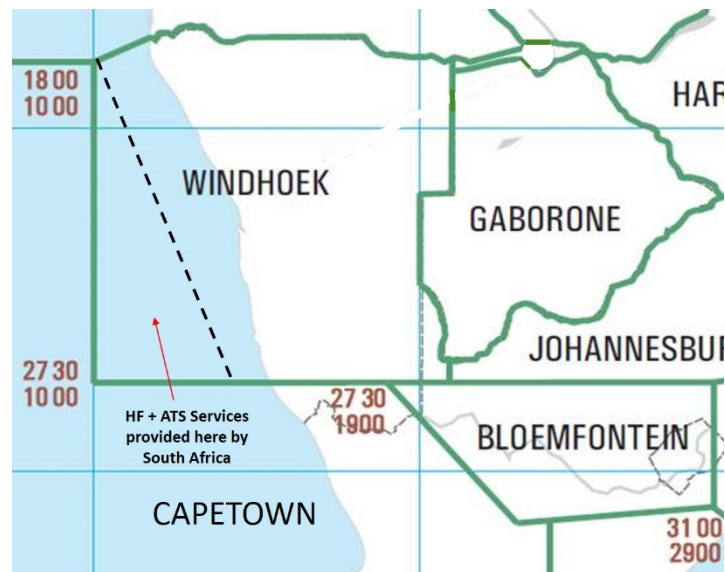 18 00
10 00
HAR
WINDHOEK
GABORONE
JOHANNESBUR
27 30
10 00
HF + ATS Services
provided here by
South Africa
27 30
1900
BLOEMFONTEIN
CAPETOWN
31 00
2900